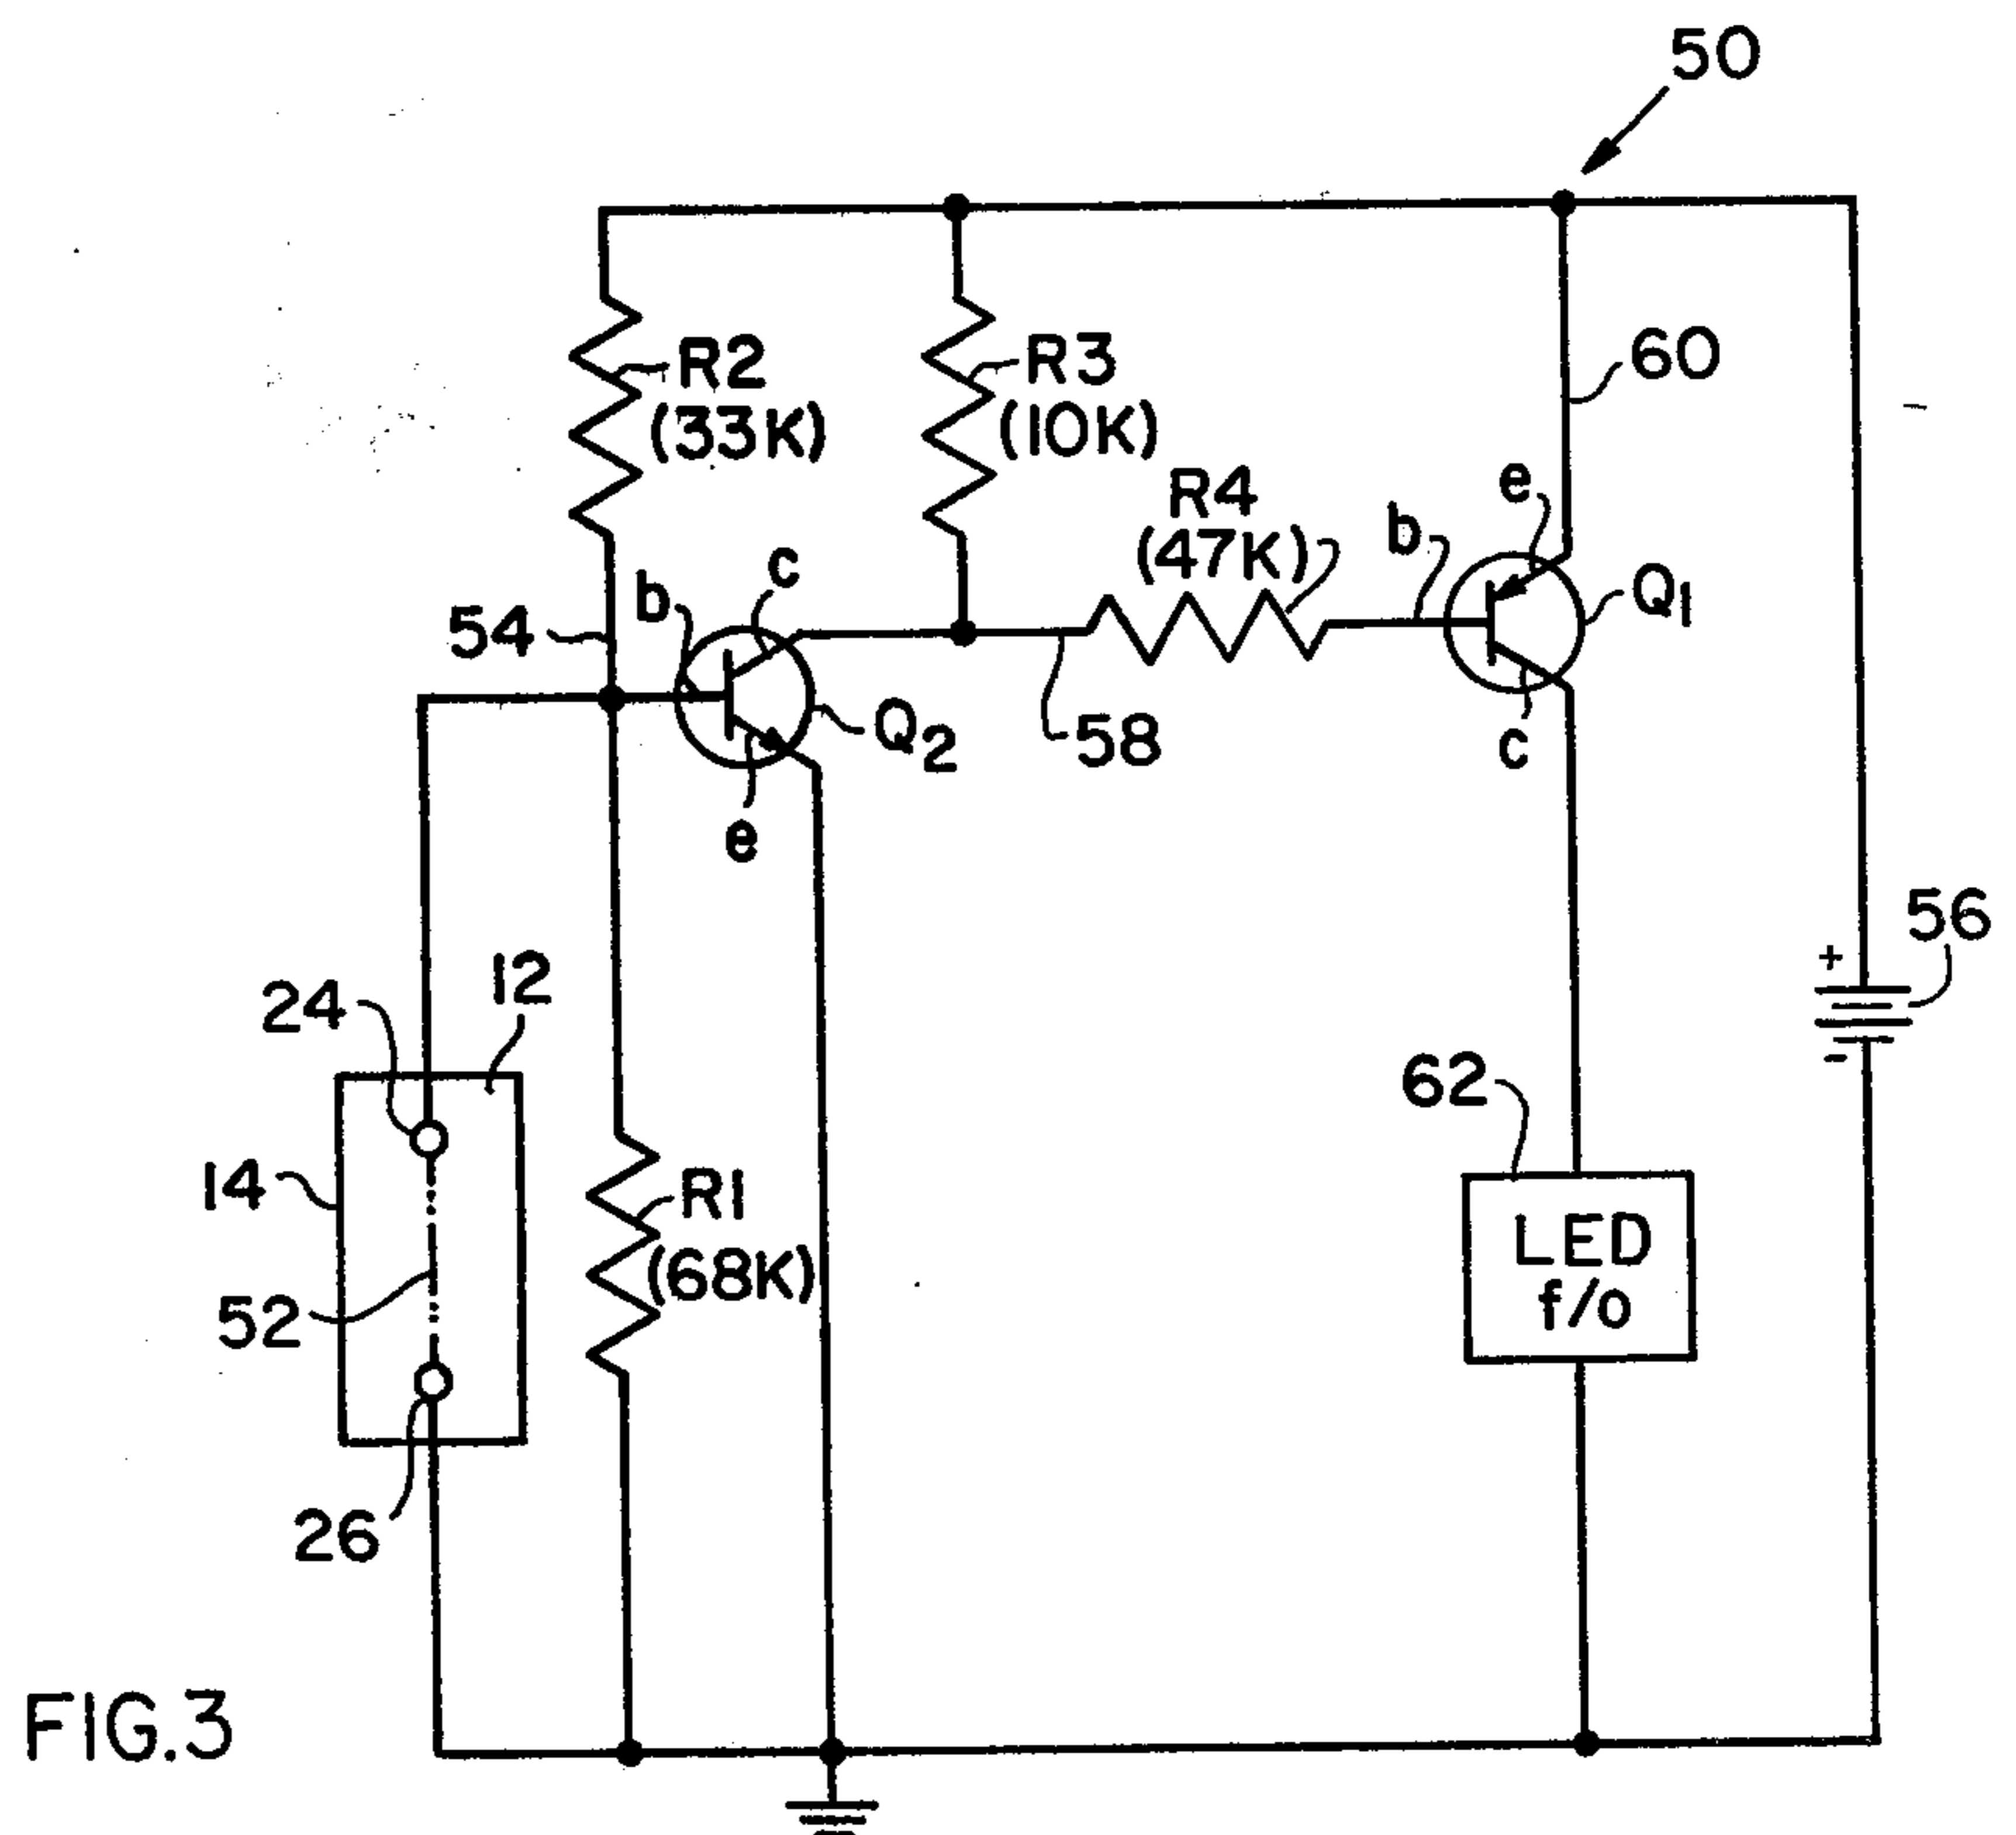 50
R2
(33K)
R3
(10K)
60
R4
(47K)
e
b
c
b
54
Q1
58
Q2
c
e
56
+
-
24
12
62
14
R1
(68K)
LED
f/o
52
26
FIG.3